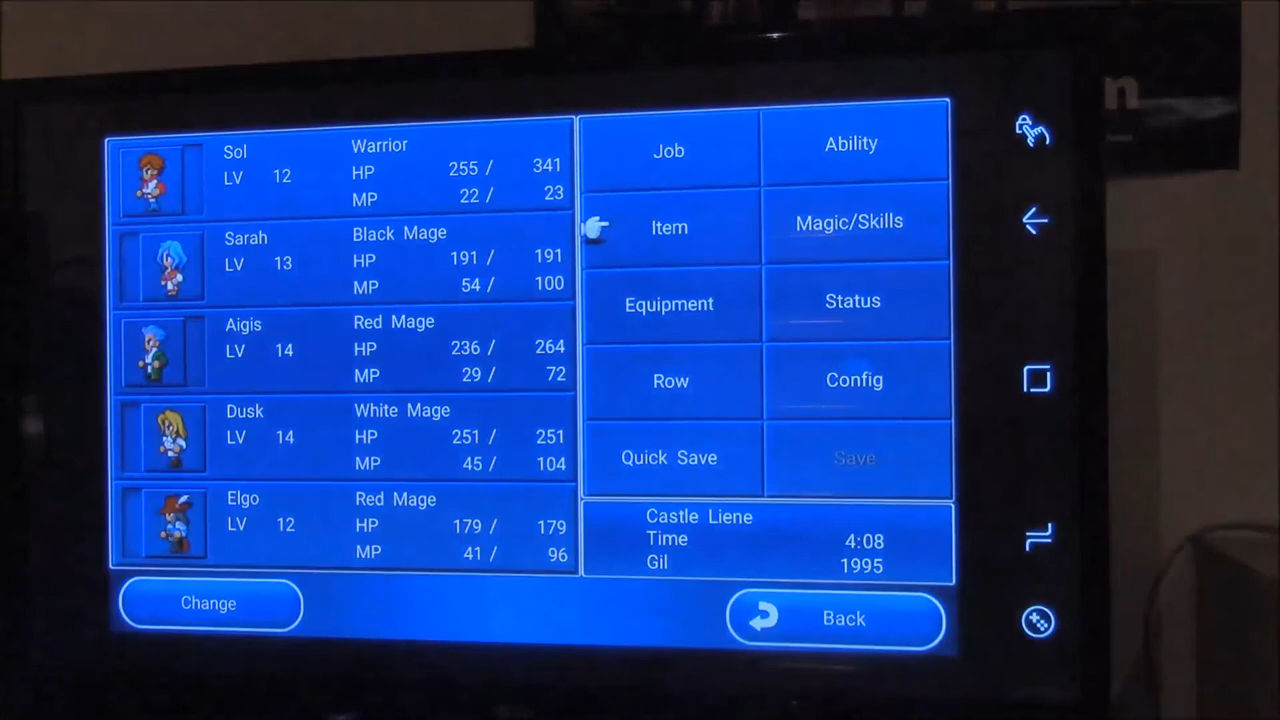 Sol Warrior
LV 12 HP 255 / 341
MP 22 / 23
Sarah Black Mage
LV 13 HP 191 / 191
MP 54 / 100
Aigis Red Mage
LV 14 HP 236 / 264
MP 29 / 72
Dusk White Mage
LV 14 HP 251 / 251
MP 45 / 104
Elgo Red Mage
LV 12 HP 179 / 179
MP 41 / 96
Change
Job Ability
Item Magic/Skills
Equipment Status
Row Config
Quick Save Save
Castle Liene
Time 4:08
Gil 1995
Back
n